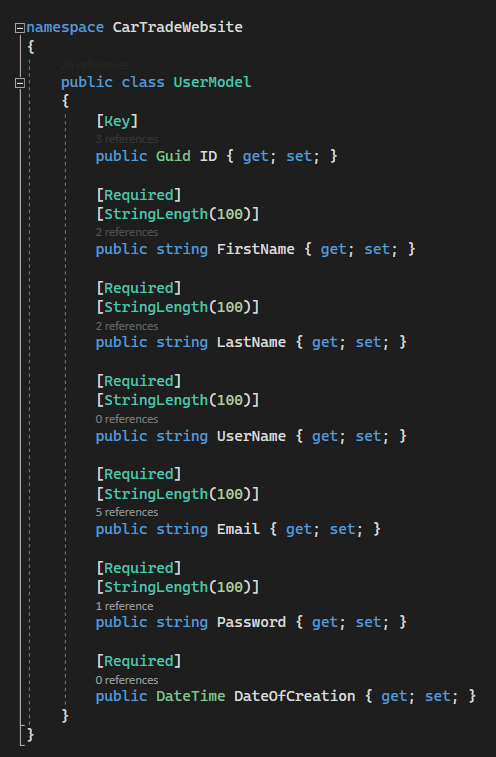 namespace CarTradeWebsite
{
26 references
public class UserModel
{
[Key]
3 references
public Guid ID { get; set; }
[Required]
[StringLength(100)]
2 references
public string FirstName { get; set; }
[Required]
[StringLength(100)]
2 references
public string LastName { get; set; }
[Required]
[StringLength(100)]
0 references
public string UserName { get; set; }
[Required]
[StringLength(100)]
5 references
public string Email { get; set; }
[Required]
[StringLength(100)]
1 reference
public string Password { get; set; }
[Required]
0 references
public DateTime DateOfCreation { get; set; }
}
}